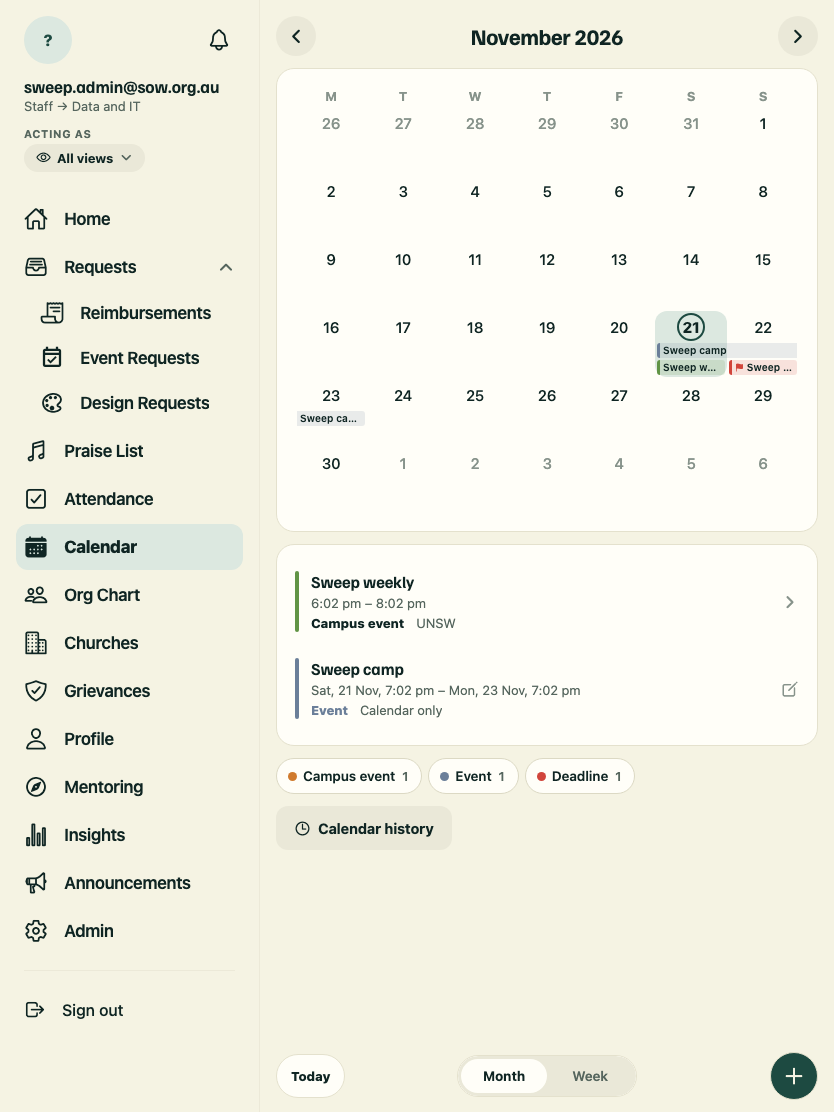 ?
sweep.admin@sow.org.au
Staff → Data and IT
ACTING AS
All views
Home
Requests
Reimbursements
Event Requests
Design Requests
Praise List
Attendance
Calendar
Org Chart
Churches
Grievances
Profile
Mentoring
Insights
Announcements
Admin
Sign out
November 2026
M T W T F S S
26 27 28 29 30 31 1
2 3 4 5 6 7 8
9 10 11 12 13 14 15
16 17 18 19 20 21 22
Sweep camp
Sweep w... Sweep ...
23 24 25 26 27 28 29
Sweep ca...
30 1 2 3 4 5 6
Sweep weekly
6:02 pm – 8:02 pm
Campus event UNSW
Sweep camp
Sat, 21 Nov, 7:02 pm – Mon, 23 Nov, 7:02 pm
Event Calendar only
Campus event 1 Event 1 Deadline 1
Calendar history
Today Month Week